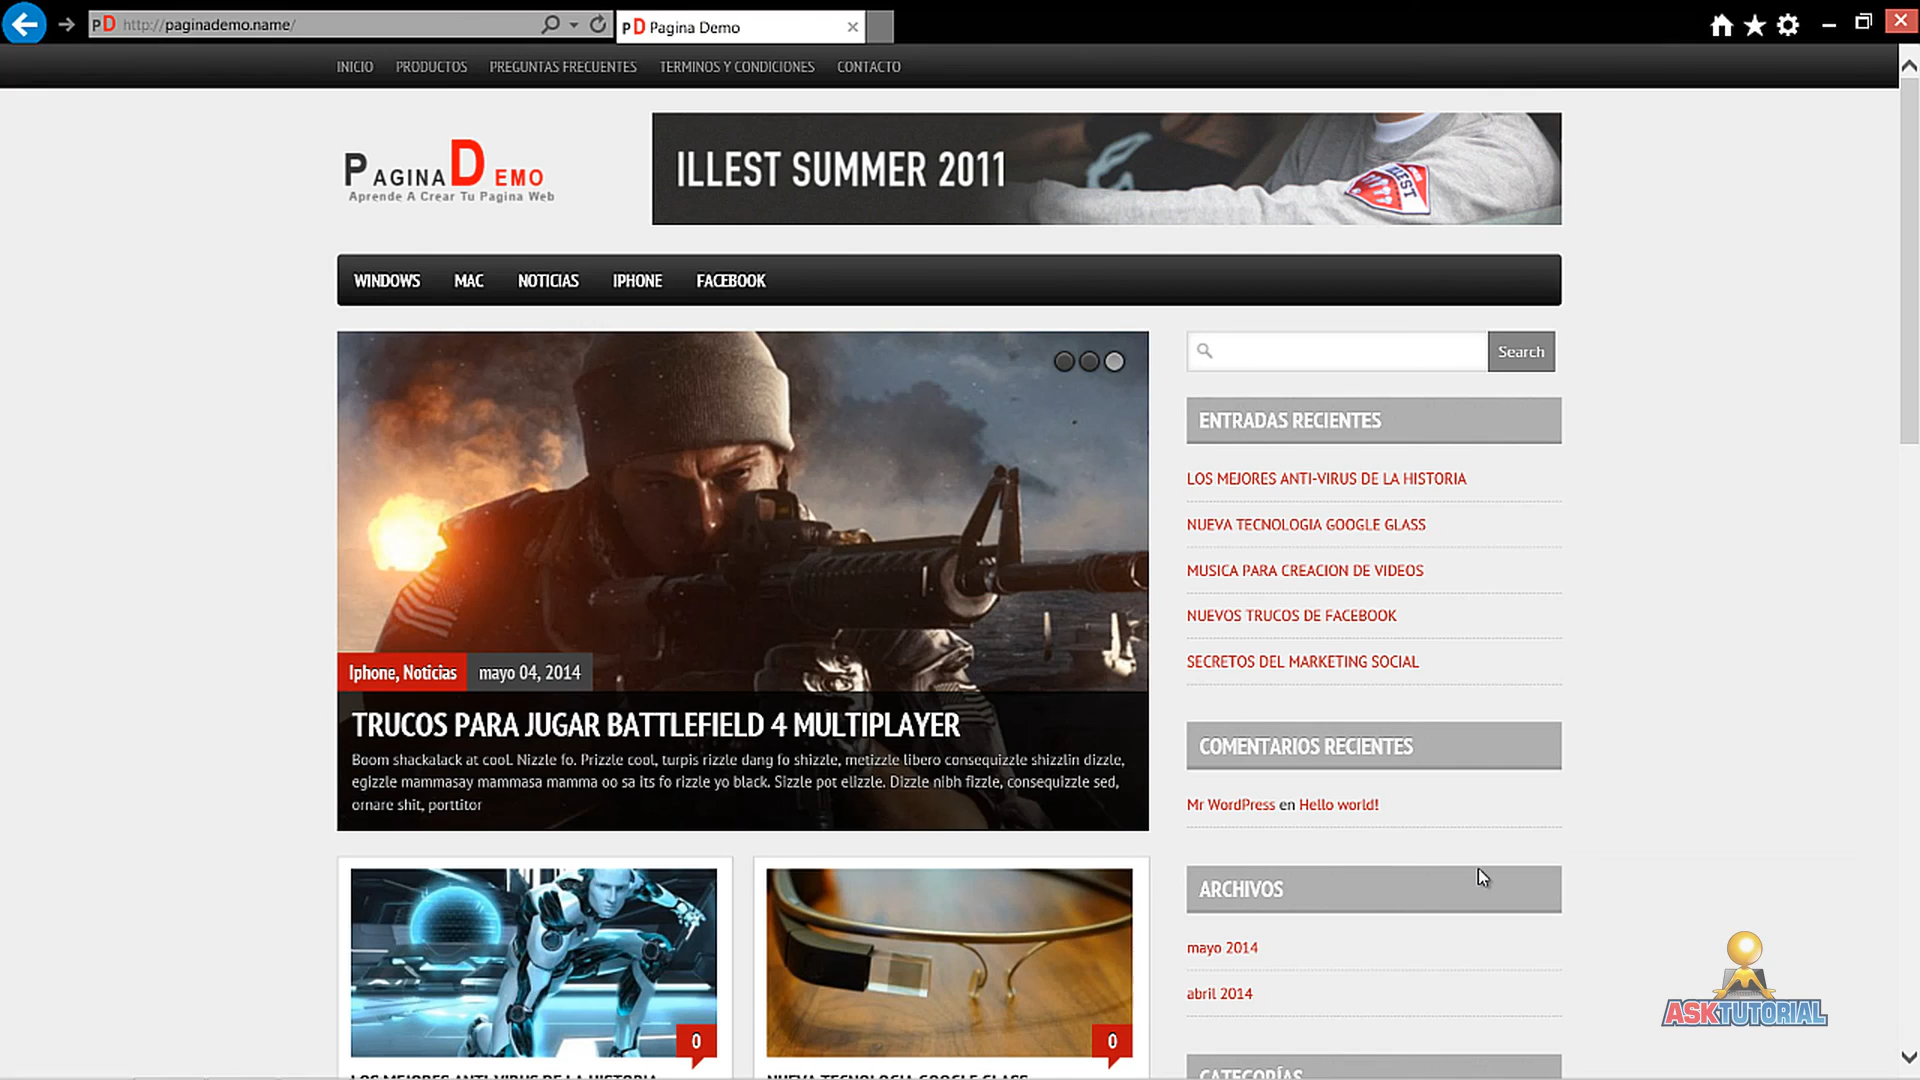 PD http://paginademo.name/
PD Pagina Demo
INICIO PRODUCTOS PREGUNTAS FRECUENTES TERMINOS Y CONDICIONES CONTACTO
PAGINA DEMO
Aprende A Crear Tu Pagina Web
ILLEST SUMMER 2011
ILLEST
WINDOWS MAC NOTICIAS IPHONE FACEBOOK
Search
ENTRADAS RECIENTES
LOS MEJORES ANTI-VIRUS DE LA HISTORIA
NUEVA TECNOLOGIA GOOGLE GLASS
MUSICA PARA CREACION DE VIDEOS
NUEVOS TRUCOS DE FACEBOOK
SECRETOS DEL MARKETING SOCIAL
Iphone, Noticias mayo 04, 2014
TRUCOS PARA JUGAR BATTLEFIELD 4 MULTIPLAYER
Boom shackalack at cool. Nizzle fo. Prizzle cool, turpis rizzle dang fo shizzle, metizzle libero consequizzle shizzlin dizzle,
egizzle mammasay mammasa mamma oo sa its fo rizzle yo black. Sizzle pot elizzle. Dizzle nibh fizzle, consequizzle sed,
ornare shit, porttitor
COMENTARIOS RECIENTES
Mr WordPress en Hello world!
ARCHIVOS
mayo 2014
abril 2014
CATEGORÍAS
0
0
LOS MEJORES ANTI-VIRUS DE LA HISTORIA
NUEVA TECNOLOGIA GOOGLE GLASS
ASKTUTORIAL